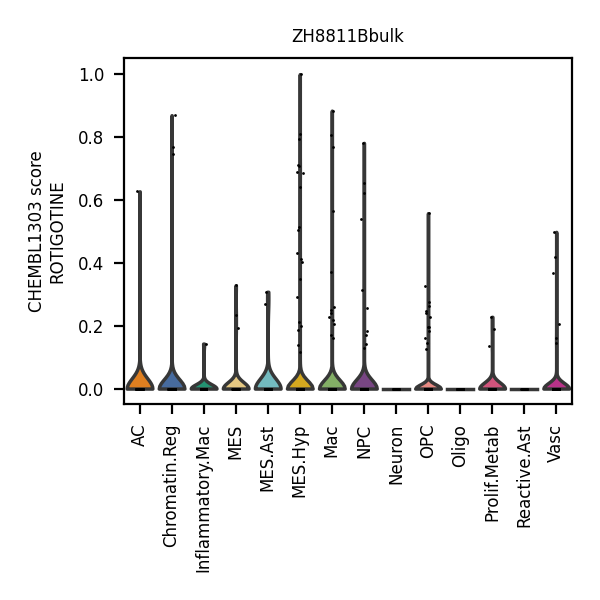 ZH8811Bbulk
CHEMBL1303 score
ROTIGOTINE
1.0
0.8
0.6
0.4
0.2
0.0
AC
Chromatin.Reg
Inflammatory.Mac
MES
MES.Ast
MES.Hyp
Mac
NPC
Neuron
OPC
Oligo
Prolif.Metab
Reactive.Ast
Vasc